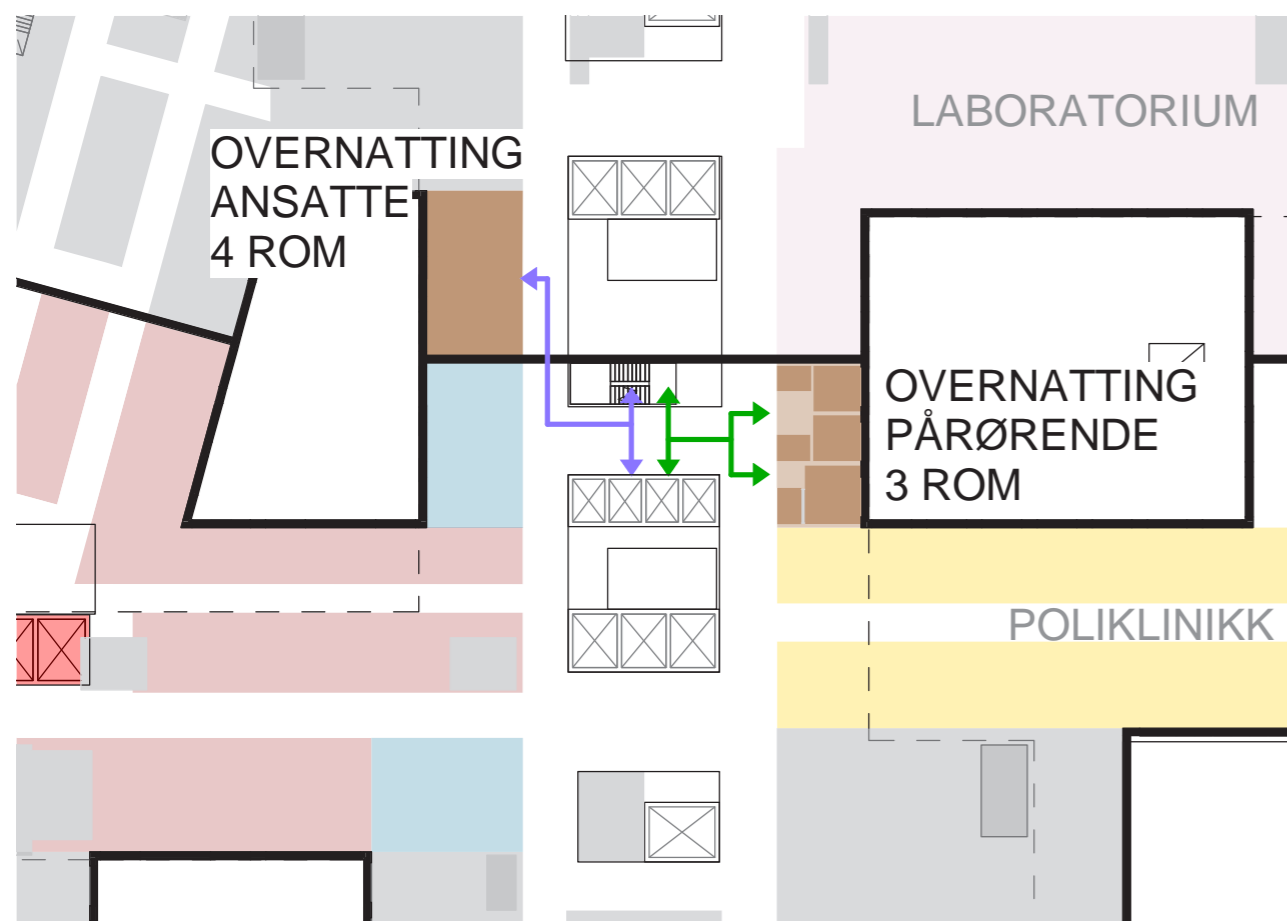 LABORATORIUM
OVERNATTING
ANSATTE
4 ROM
OVERNATTING
PÅRØRENDE
3 ROM
POLIKLINIKK